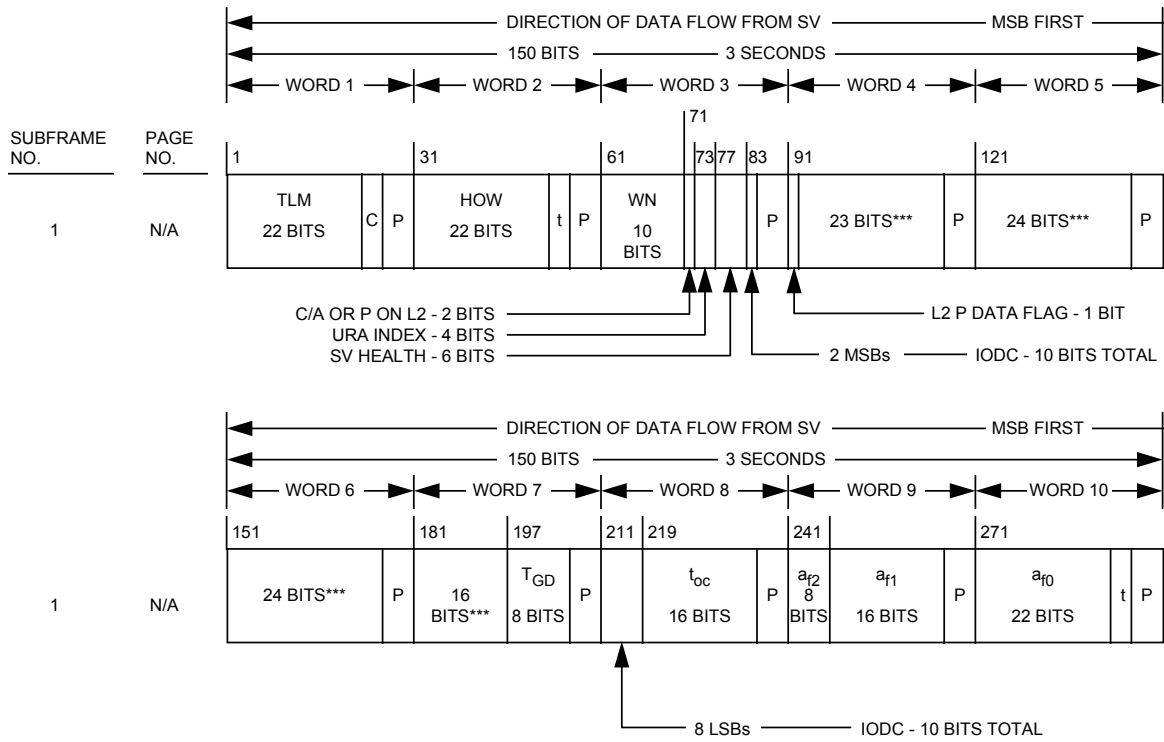 DIRECTION OF DATA FLOW FROM SV MSB FIRST
150 BITS 3 SECONDS
WORD 1 WORD 2 WORD 3 WORD 4 WORD 5
SUBFRAME NO.
PAGE NO.
1 31 61 71 73 77 83 91 121
1 N/A
TLM
22 BITS
C
P
HOW
22 BITS
t
P
WN
10
BITS
P
23 BITS***
P
24 BITS***
P
C/A OR P ON L2 - 2 BITS
URA INDEX - 4 BITS
SV HEALTH - 6 BITS
L2 P DATA FLAG - 1 BIT
2 MSBs IODC - 10 BITS TOTAL
DIRECTION OF DATA FLOW FROM SV MSB FIRST
150 BITS 3 SECONDS
WORD 6 WORD 7 WORD 8 WORD 9 WORD 10
151 181 197 211 219 241 271
1 N/A
24 BITS***
P
16
BITS***
TGD
8 BITS
P
toc
16 BITS
P
af2
8
BITS
af1
16 BITS
P
af0
22 BITS
t
P
8 LSBs IODC - 10 BITS TOTAL